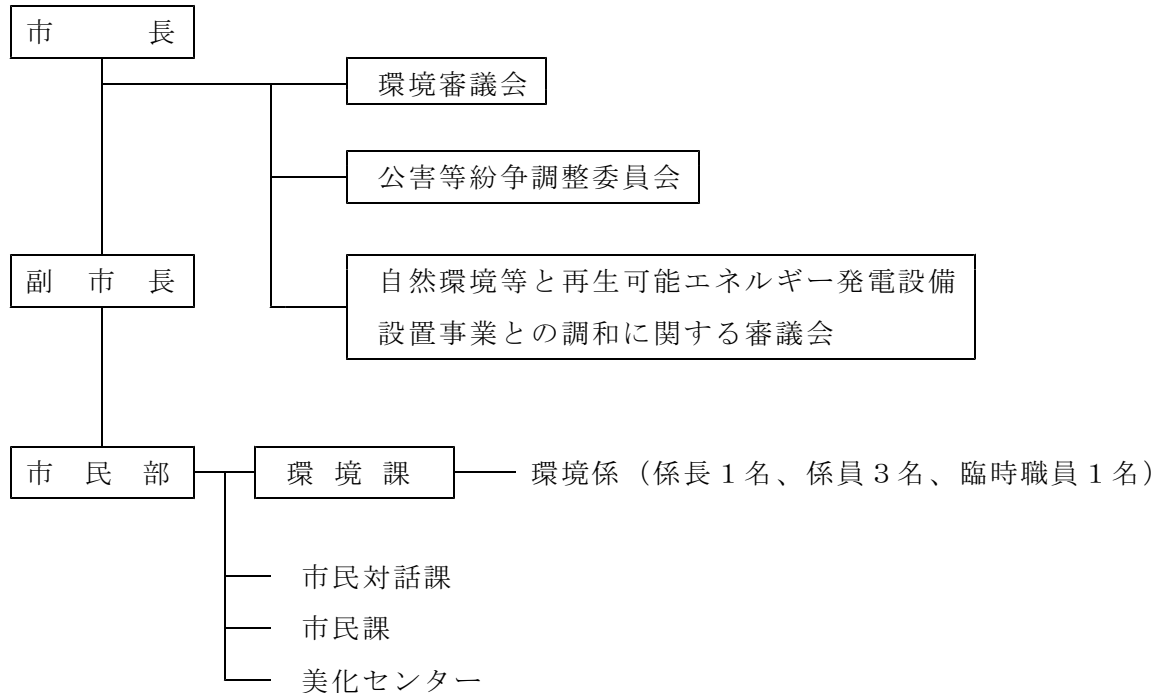 市長
環境審議会
公害等紛争調整委員会
副市長
自然環境等と再生可能エネルギー発電設備
設置事業との調和に関する審議会
市民部
環境課
環境係（係長１名、係員３名、臨時職員１名）
市民対話課
市民課
美化センター